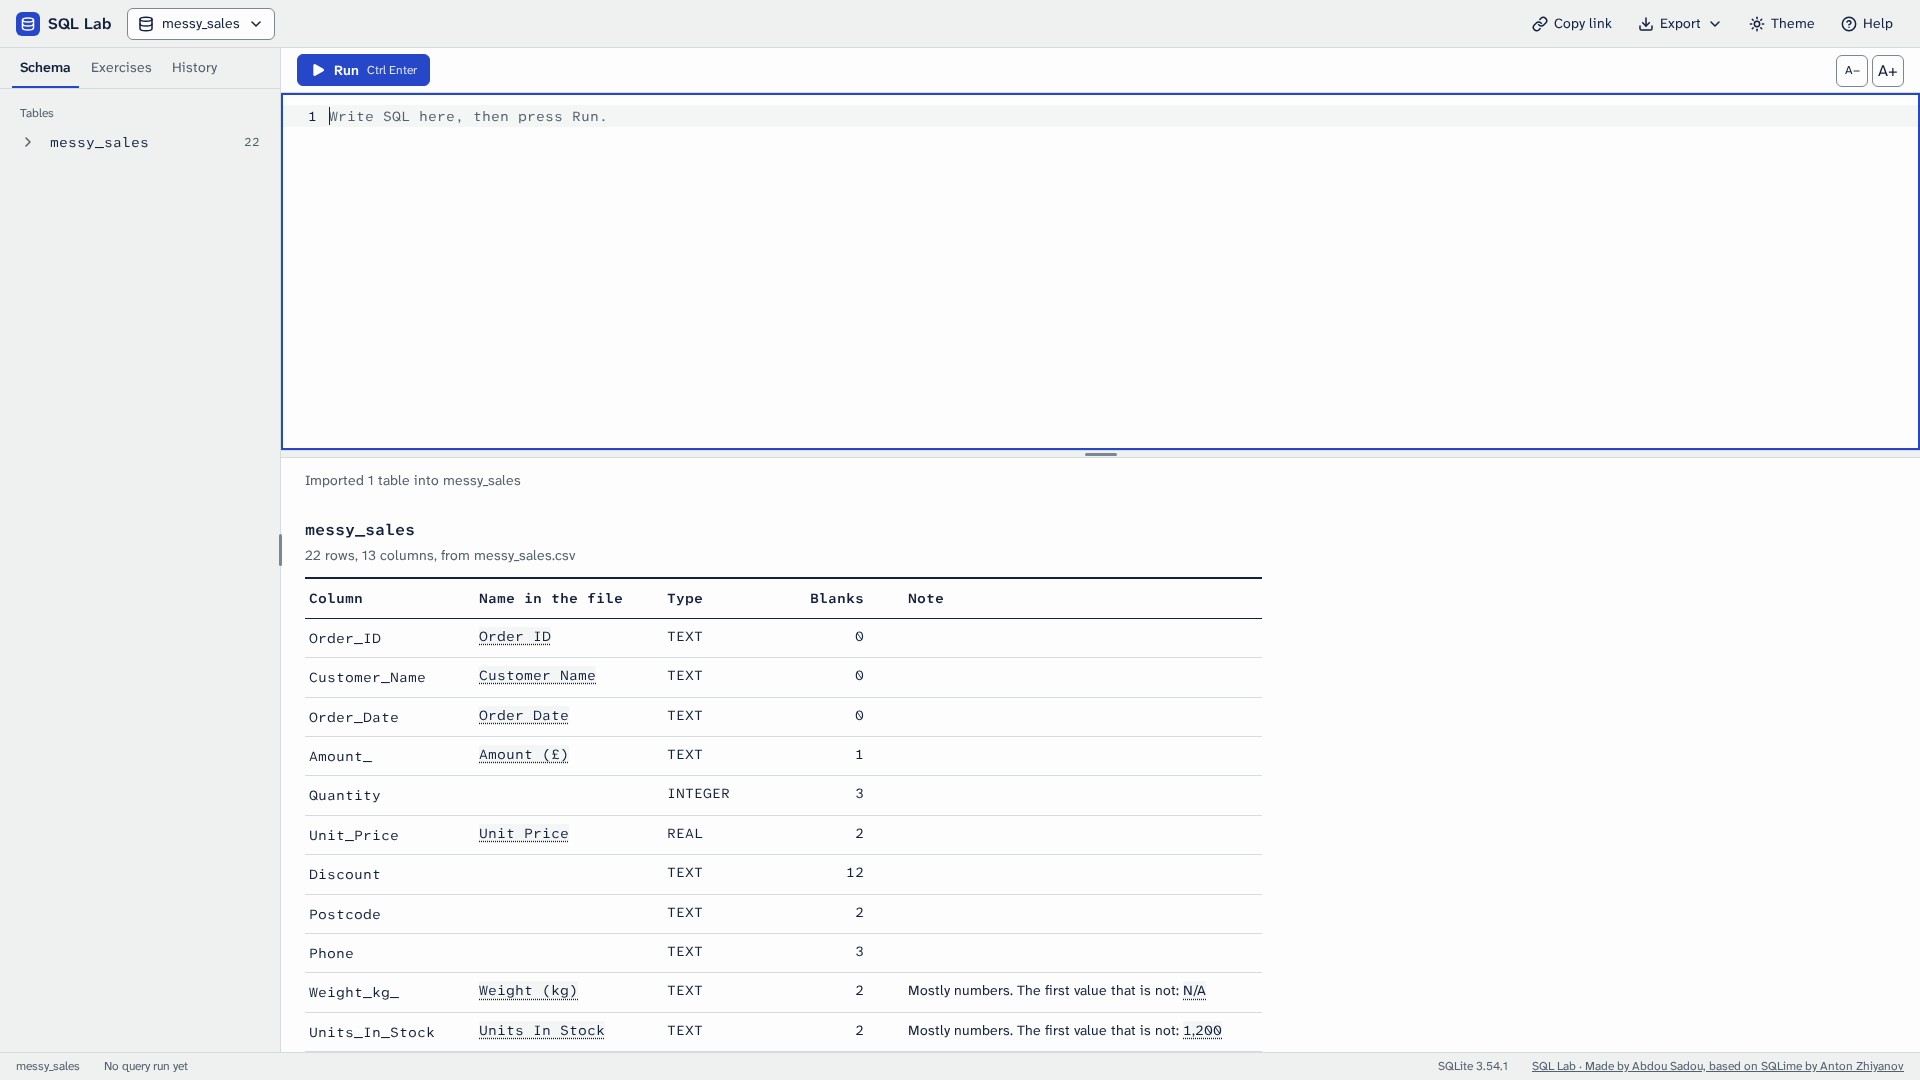 SQL Lab
messy_sales
Copy link
Export
Theme
Help
Schema
Exercises
History
Run Ctrl Enter
A−
A+
Tables
messy_sales 22
1 Write SQL here, then press Run.
Imported 1 table into messy_sales
messy_sales
22 rows, 13 columns, from messy_sales.csv
Column Name in the file Type Blanks Note
Order_ID Order ID TEXT 0
Customer_Name Customer Name TEXT 0
Order_Date Order Date TEXT 0
Amount_ Amount (£) TEXT 1
Quantity INTEGER 3
Unit_Price Unit Price REAL 2
Discount TEXT 12
Postcode TEXT 2
Phone TEXT 3
Weight_kg_ Weight (kg) TEXT 2 Mostly numbers. The first value that is not: N/A
Units_In_Stock Units In Stock TEXT 2 Mostly numbers. The first value that is not: 1,200
messy_sales
No query run yet
SQLite 3.54.1
SQL Lab · Made by Abdou Sadou, based on SQLime by Anton Zhiyanov